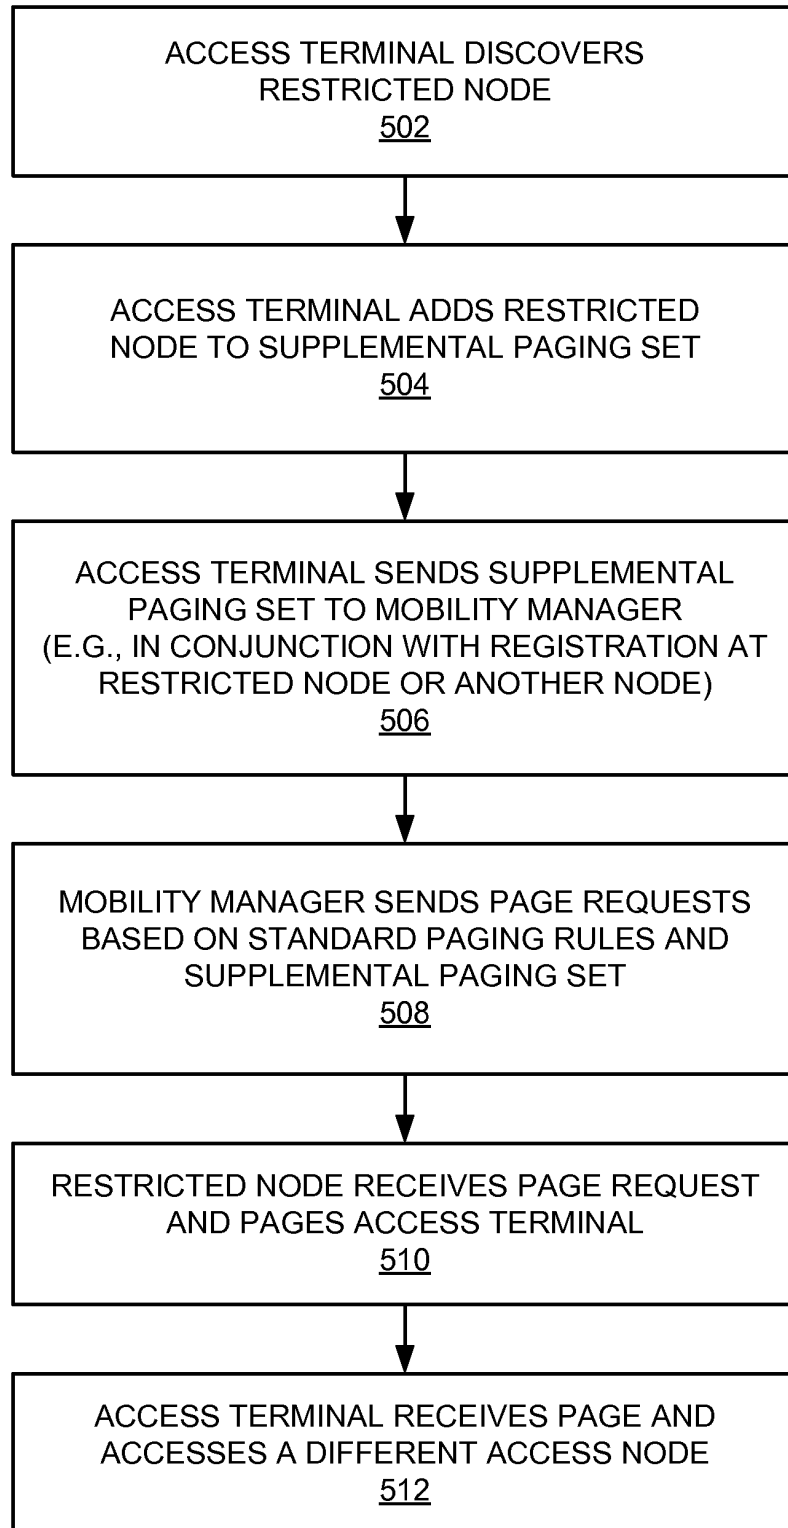 ACCESS TERMINAL DISCOVERS
RESTRICTED NODE
502
ACCESS TERMINAL ADDS RESTRICTED
NODE TO SUPPLEMENTAL PAGING SET
504
ACCESS TERMINAL SENDS SUPPLEMENTAL
PAGING SET TO MOBILITY MANAGER
(E.G., IN CONJUNCTION WITH REGISTRATION AT
RESTRICTED NODE OR ANOTHER NODE)
506
MOBILITY MANAGER SENDS PAGE REQUESTS
BASED ON STANDARD PAGING RULES AND
SUPPLEMENTAL PAGING SET
508
RESTRICTED NODE RECEIVES PAGE REQUEST
AND PAGES ACCESS TERMINAL
510
ACCESS TERMINAL RECEIVES PAGE AND
ACCESSES A DIFFERENT ACCESS NODE
512